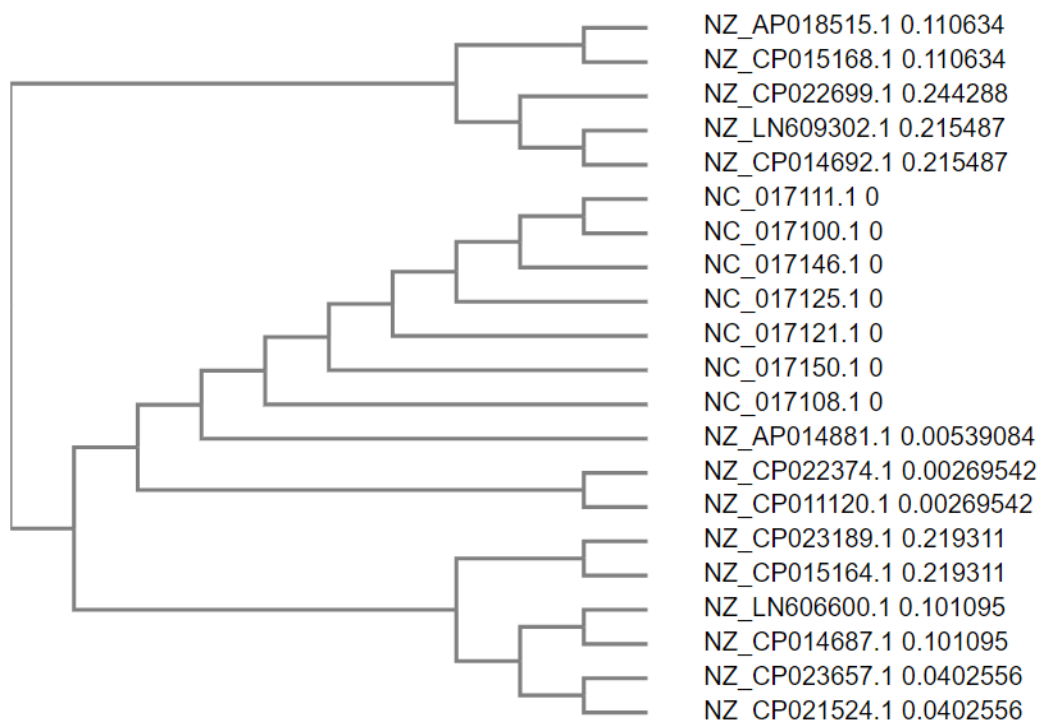 NZ_AP018515.1 0.110634
NZ_CP015168.1 0.110634
NZ_CP022699.1 0.244288
NZ_LN609302.1 0.215487
NZ_CP014692.1 0.215487
NC_017111.1 0
NC_017100.1 0
NC_017146.1 0
NC_017125.1 0
NC_017121.1 0
NC_017150.1 0
NC_017108.1 0
NZ_AP014881.1 0.00539084
NZ_CP022374.1 0.00269542
NZ_CP011120.1 0.00269542
NZ_CP023189.1 0.219311
NZ_CP015164.1 0.219311
NZ_LN606600.1 0.101095
NZ_CP014687.1 0.101095
NZ_CP023657.1 0.0402556
NZ_CP021524.1 0.0402556